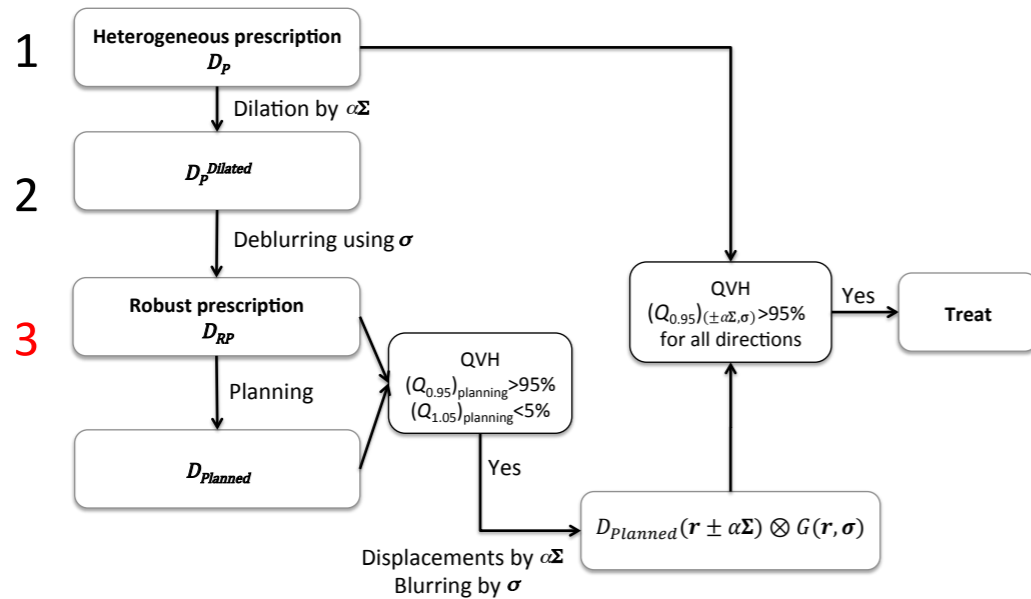 1
Heterogeneous prescription
D_P
Dilation by αΣ
2
D_P^Dilated
Deblurring using σ
3
Robust prescription
D_RP
Planning
D_Planned
QVH
(Q_0.95)_planning>95%
(Q_1.05)_planning<5%
Yes
Displacements by αΣ
Blurring by σ
D_Planned(r ± αΣ) ⊗ G(r, σ)
QVH
(Q_0.95)_(±αΣ,σ)>95%
for all directions
Yes
Treat